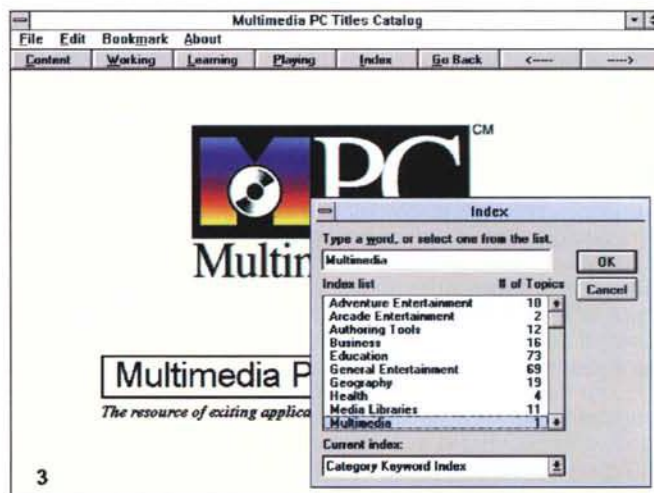 Multimedia PC Titles Catalog
File Edit Bookmark About
Content Working Learning Playing Index Go Back <---- ---->
MPC CM
Multim
Multimedia P
The resource of exiting applica
Index
Type a word, or select one from the list.
Multimedia
OK
Index list # of Topics
Cancel
Adventure Entertainment 10
Arcade Entertainment 2
Authoring Tools 12
Business 16
Education 73
General Entertainment 69
Geography 19
Health 4
Media Libraries 11
Multimedia 1
Current index:
Category Keyword Index
3